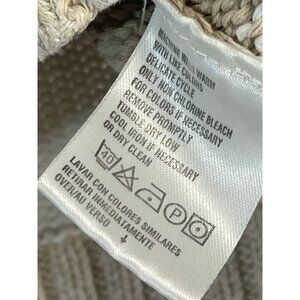 MACHINE WASH WARM
WITH LIKE COLORS
DELICATE CYCLE
ONLY NON CHLORINE BLEACH
FOR COLORS IF NECESSARY
REMOVE PROMPTLY
TUMBLE DRY LOW
COOL IRON IF NECESSARY
OR DRY CLEAN
40 P
LAVAR CON COLORES SIMILARES
RETIRAR INMEDIATAMENTE
OVER/AU VERSO